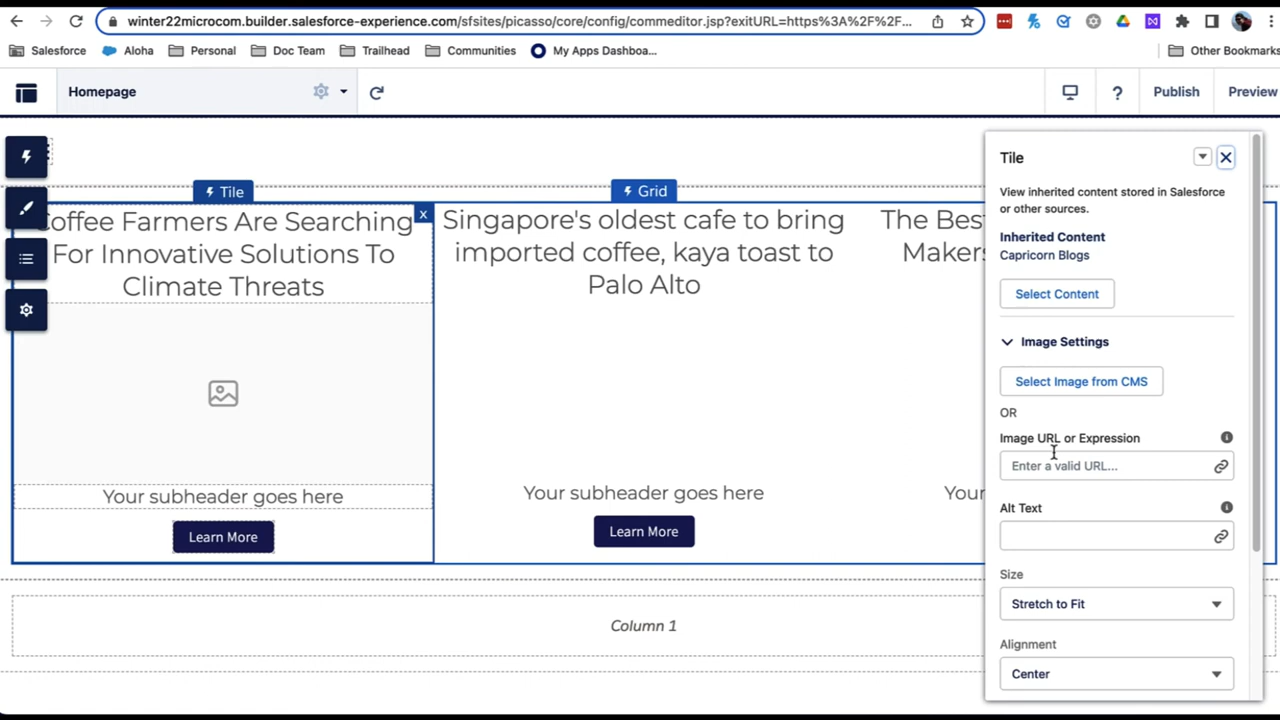 winter22microcom.builder.salesforce-experience.com/sfsites/picasso/core/config/commeditor.jsp?exitURL=https%3A%2F%2F...
Salesforce
Aloha
Personal
Doc Team
Trailhead
Communities
My Apps Dashboa...
Other Bookmarks
Homepage
?
Publish
Preview
Tile
Grid
Coffee Farmers Are Searching
For Innovative Solutions To
Climate Threats
x
Your subheader goes here
Learn More
Singapore's oldest cafe to bring
imported coffee, kaya toast to
Palo Alto
Your subheader goes here
Learn More
The Bes
Makers
Your
Column 1
Tile
View inherited content stored in Salesforce
or other sources.
Inherited Content
Capricorn Blogs
Select Content
Image Settings
Select Image from CMS
OR
Image URL or Expression
Enter a valid URL...
Alt Text
Size
Stretch to Fit
Alignment
Center